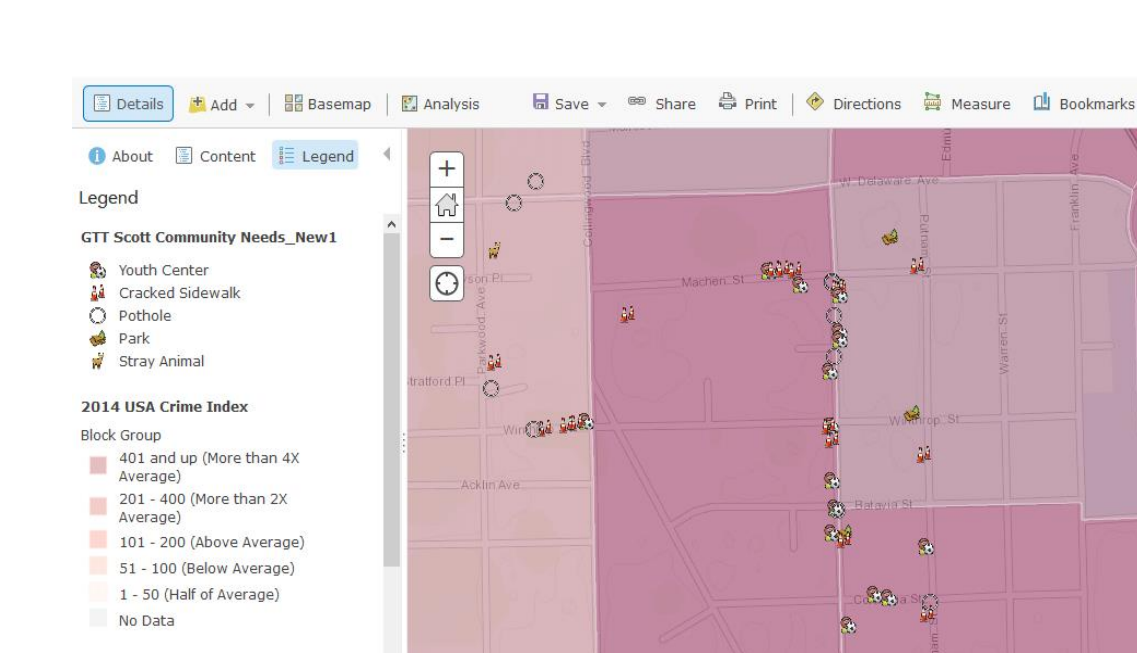 Details Add Basemap Analysis Save Share Print Directions Measure Bookmarks
About Content Legend
Legend
GTT Scott Community Needs_New1
Youth Center
Cracked Sidewalk
Pothole
Park
Stray Animal
2014 USA Crime Index
Block Group
401 and up (More than 4X
Average)
201 - 400 (More than 2X
Average)
101 - 200 (Above Average)
51 - 100 (Below Average)
1 - 50 (Half of Average)
No Data
Collingwood Blvd
W. Delaware Ave
Franklin Ave
Putnam S
Machen St
Parkwood Ave
Warren St
Winthrop St
Acklin Ave
Batavia St